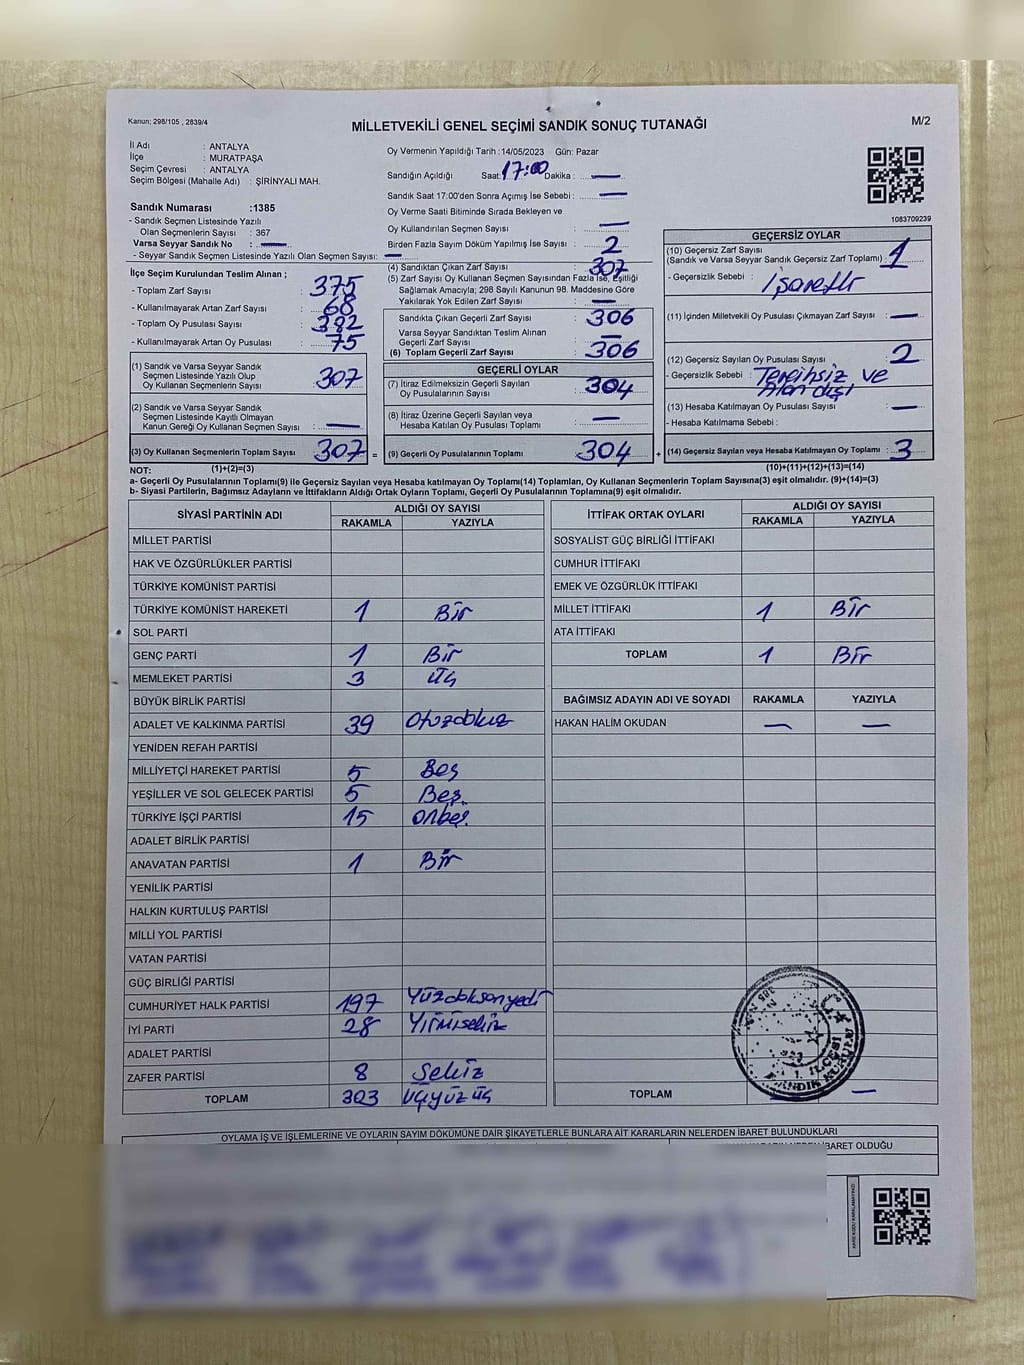 Kanun; 298/105 , 2839/4
MİLLETVEKİLİ GENEL SEÇİMİ SANDIK SONUÇ TUTANAĞI
M/2
İl Adı : ANTALYA
İlçe : MURATPAŞA
Seçim Çevresi : ANTALYA
Seçim Bölgesi (Mahalle Adı) : ŞİRİNYALI MAH.
Sandık Numarası :1385
- Sandık Seçmen Listesinde Yazılı
Olan Seçmenlerin Sayısı : 367
Varsa Seyyar Sandık No : —
- Seyyar Sandık Seçmen Listesinde Yazılı Olan Seçmen Sayısı: —
İlçe Seçim Kurulundan Teslim Alınan ;
- Toplam Zarf Sayısı : 375
- Kullanılmayarak Artan Zarf Sayısı : 68
- Toplam Oy Pusulası Sayısı : 382
- Kullanılmayarak Artan Oy Pusulası : 75
(1) Sandık ve Varsa Seyyar Sandık
Seçmen Listesinde Yazılı Olup
Oy Kullanan Seçmenlerin Sayısı : 307
(2) Sandık ve Varsa Seyyar Sandık
Seçmen Listesinde Kayıtlı Olmayan
Kanun Gereği Oy Kullanan Seçmen Sayısı : —
(3) Oy Kullanan Seçmenlerin Toplam Sayısı : 307 =
Oy Vermenin Yapıldığı Tarih :14/05/2023 Gün: Pazar
Sandığın Açıldığı Saat: 17:00 Dakika : —
Sandık Saat 17:00'den Sonra Açımış İse Sebebi : —
Oy Verme Saati Bitiminde Sırada Bekleyen ve
Oy Kullandırılan Seçmen Sayısı : —
Birden Fazla Sayım Döküm Yapılmış İse Sayısı : 2
(4) Sandıktan Çıkan Zarf Sayısı : 307
(5) Zarf Sayısı Oy Kullanan Seçmen Sayısından Fazla İse, Eşitliği
Sağlamak Amacıyla; 298 Sayılı Kanunun 98. Maddesine Göre
Yakılarak Yok Edilen Zarf Sayısı : —
Sandıkta Çıkan Geçerli Zarf Sayısı : 306
Varsa Seyyar Sandıktan Teslim Alınan
Geçerli Zarf Sayısı : —
(6) Toplam Geçerli Zarf Sayısı : 306
GEÇERLİ OYLAR
(7) İtiraz Edilmeksizin Geçerli Sayılan
Oy Pusulalarının Sayısı : 304
(8) İtiraz Üzerine Geçerli Sayılan veya
Hesaba Katılan Oy Pusulası Toplamı : —
(9) Geçerli Oy Pusulalarının Toplamı : 304 +
1083709239
GEÇERSİZ OYLAR
(10) Geçersiz Zarf Sayısı
(Sandık ve Varsa Seyyar Sandık Geçersiz Zarf Toplamı) : 1
- Geçersizlik Sebebi : İşaretli
(11) İçinden Milletvekili Oy Pusulası Çıkmayan Zarf Sayısı : —
(12) Geçersiz Sayılan Oy Pusulası Sayısı : 2
- Geçersizlik Sebebi : Tercihsiz ve
Alan dışı
(13) Hesaba Katılmayan Oy Pusulası Sayısı : —
- Hesaba Katılmama Sebebi :
(14) Geçersiz Sayılan veya Hesaba Katılmayan Oy Toplamı : 3
NOT: (1)+(2)=(3)
(10)+(11)+(12)+(13)=(14)
a- Geçerli Oy Pusulalarının Toplamı(9) ile Geçersiz Sayılan veya Hesaba katılmayan Oy Toplamı(14) Toplamları, Oy Kullanan Seçmenlerin Toplam Sayısına(3) eşit olmalıdır. (9)+(14)=(3)
b- Siyasi Partilerin, Bağımsız Adayların ve İttifakların Aldığı Ortak Oyların Toplamı, Geçerli Oy Pusulalarının Toplamına(9) eşit olmalıdır.
SİYASİ PARTİNİN ADI ALDIĞI OY SAYISI
RAKAMLA YAZIYLA
MİLLET PARTİSİ
HAK VE ÖZGÜRLÜKLER PARTİSİ
TÜRKİYE KOMÜNİST PARTİSİ
TÜRKİYE KOMÜNİST HAREKETİ 1 Bir
SOL PARTİ
GENÇ PARTİ 1 Bir
MEMLEKET PARTİSİ 3 Üç
BÜYÜK BİRLİK PARTİSİ
ADALET VE KALKINMA PARTİSİ 39 Otuzdokuz
YENİDEN REFAH PARTİSİ
MİLLİYETÇİ HAREKET PARTİSİ 5 Beş
YEŞİLLER VE SOL GELECEK PARTİSİ 5 Beş
TÜRKİYE İŞÇİ PARTİSİ 15 Onbeş
ADALET BİRLİK PARTİSİ
ANAVATAN PARTİSİ 1 Bir
YENİLİK PARTİSİ
HALKIN KURTULUŞ PARTİSİ
MİLLİ YOL PARTİSİ
VATAN PARTİSİ
GÜÇ BİRLİĞİ PARTİSİ
CUMHURİYET HALK PARTİSİ 197 Yüzdoksanyedi
İYİ PARTİ 28 Yirmisekiz
ADALET PARTİSİ
ZAFER PARTİSİ 8 Sekiz
TOPLAM 303 Üçyüz üç
İTTİFAK ORTAK OYLARI ALDIĞI OY SAYISI
RAKAMLA YAZIYLA
SOSYALİST GÜÇ BİRLİĞİ İTTİFAKI
CUMHUR İTTİFAKI
EMEK VE ÖZGÜRLÜK İTTİFAKI
MİLLET İTTİFAKI 1 Bir
ATA İTTİFAKI
TOPLAM 1 Bir
BAĞIMSIZ ADAYIN ADI VE SOYADI RAKAMLA YAZIYLA
HAKAN HALİM OKUDAN — —
TOPLAM — —
OYLAMA İŞ VE İŞLEMLERİNE VE OYLARIN SAYIM DÖKÜMÜNE DAİR ŞİKAYETLERLE BUNLARA AİT KARARLARIN NELERDEN İBARET BULUNDUKLARI
İBARET OLDUĞU